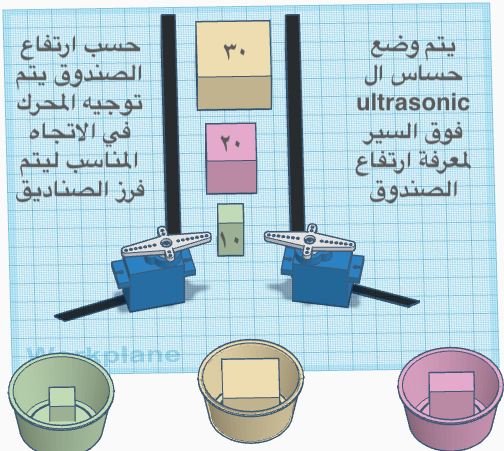 يتم وضع
حساس ال
ultrasonic
فوق السير
لمعرفة ارتفاع
الصندوق
حسب ارتفاع
الصندوق يتم
توجيه المحرك
في الاتجاه
المناسب ليتم
فرز الصناديق
٣٠
٢٠
١٠
Workplane